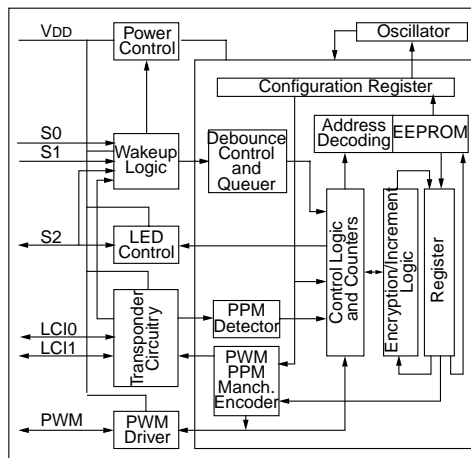 VDD
Power
Control
Oscillator
Configuration Register
S0
S1
Wakeup
Logic
Debounce
Control
and
Queuer
Address
Decoding
EEPROM
S2
LED
Control
Control Logic
and Counters
Encryption/Increment
Logic
Register
LCI0
LCI1
Transponder
Circuitry
PPM
Detector
PWM
PPM
Manch.
Encoder
PWM
PWM
Driver